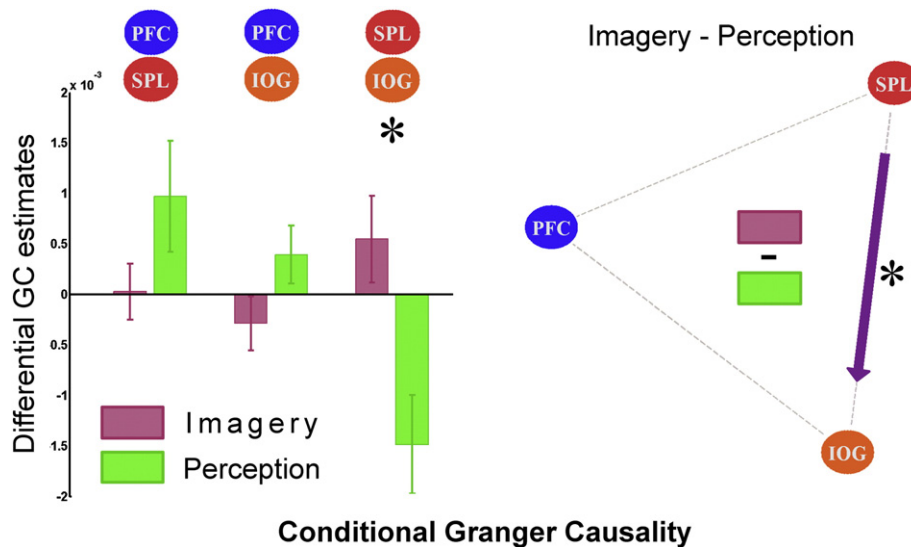 PFC PFC SPL
SPL IOG IOG
Imagery - Perception
SPL
PFC
-
*
IOG
*
Differential GC estimates
2 x 10⁻³
1.5
1
0.5
0
0.5
-1
1.5
-2
Imagery
Perception
Conditional Granger Causality